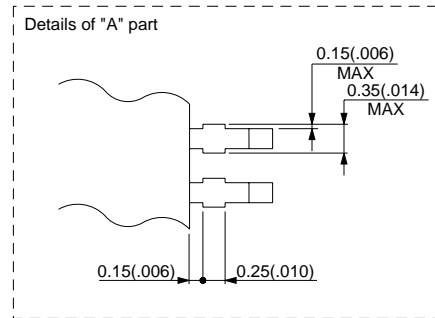 Details of "A" part
0.15(.006)
MAX
0.35(.014)
MAX
0.15(.006)
0.25(.010)